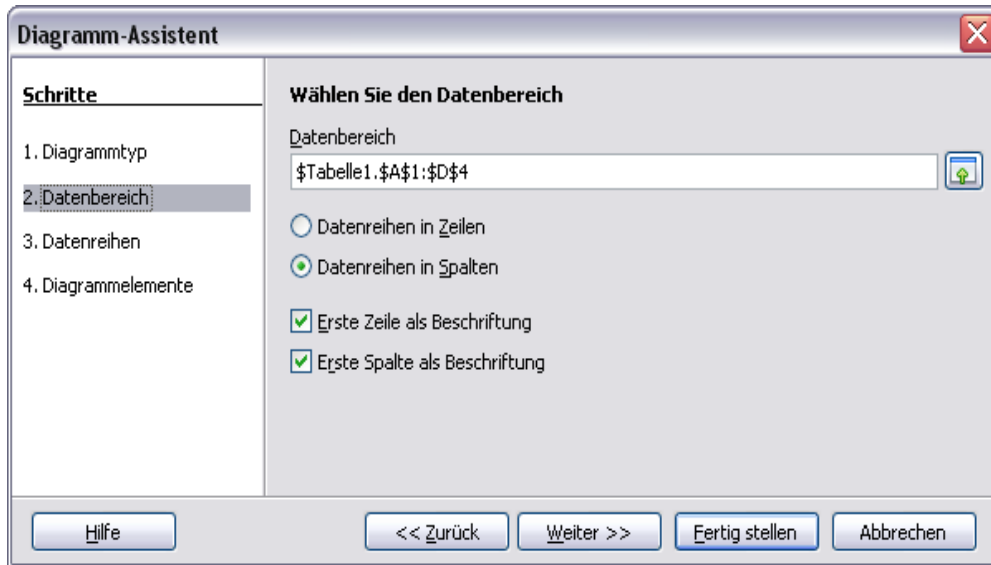 Diagramm-Assistent
Schritte
1. Diagrammtyp
2. Datenbereich
3. Datenreihen
4. Diagrammelemente
Wählen Sie den Datenbereich
Datenbereich
$Tabelle1.$A$1:$D$4
Datenreihen in Zeilen
Datenreihen in Spalten
Erste Zeile als Beschriftung
Erste Spalte als Beschriftung
Hilfe
<< Zurück
Weiter >>
Fertig stellen
Abbrechen